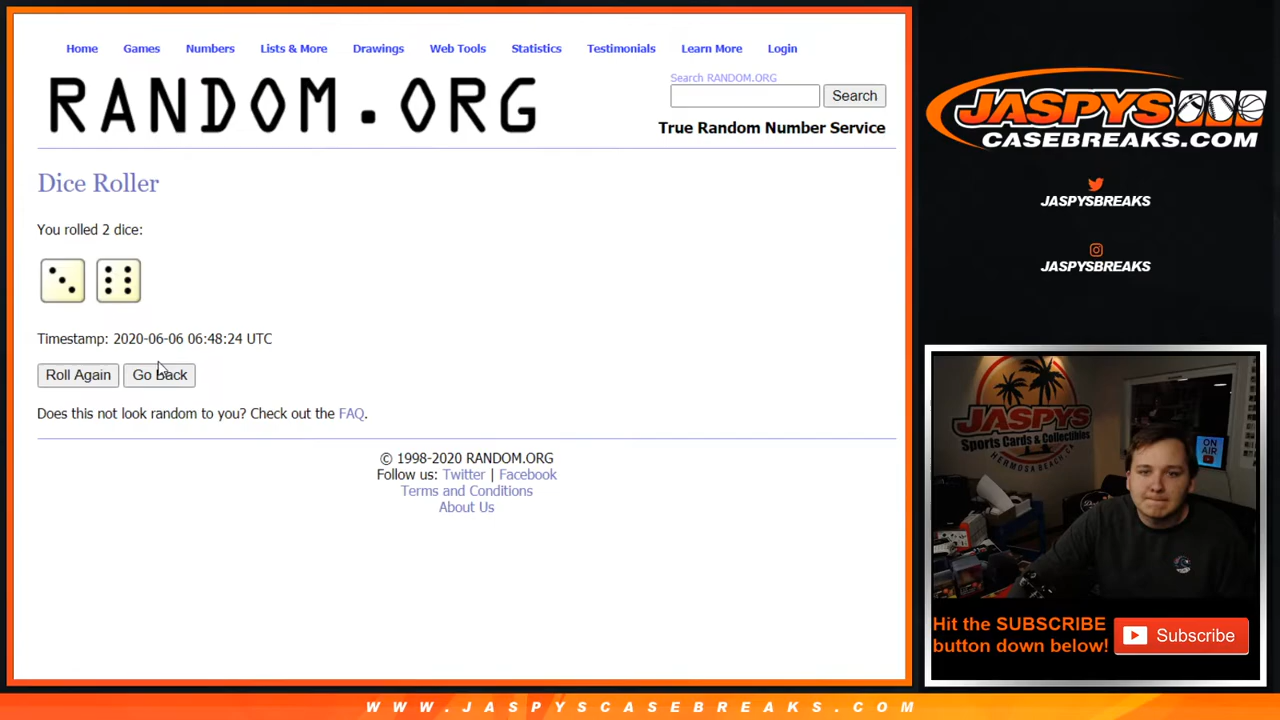 Home Games Numbers Lists & More Drawings Web Tools Statistics Testimonials Learn More Login
RANDOM.ORG
Search RANDOM.ORG
Search
True Random Number Service
Dice Roller
You rolled 2 dice:
Timestamp: 2020-06-06 06:48:24 UTC
Roll Again Go Back
Does this not look random to you? Check out the FAQ.
© 1998-2020 RANDOM.ORG
Follow us: Twitter | Facebook
Terms and Conditions
About Us
JASPYS
CASEBREAKS.COM
JASPYSBREAKS
JASPYSBREAKS
JASPYS
Sports Cards & Collectibles
HERMOSA BEACH, CA
ON
AIR
Hit the SUBSCRIBE
button down below!
Subscribe
WWW.JASPYSCASEBREAKS.COM